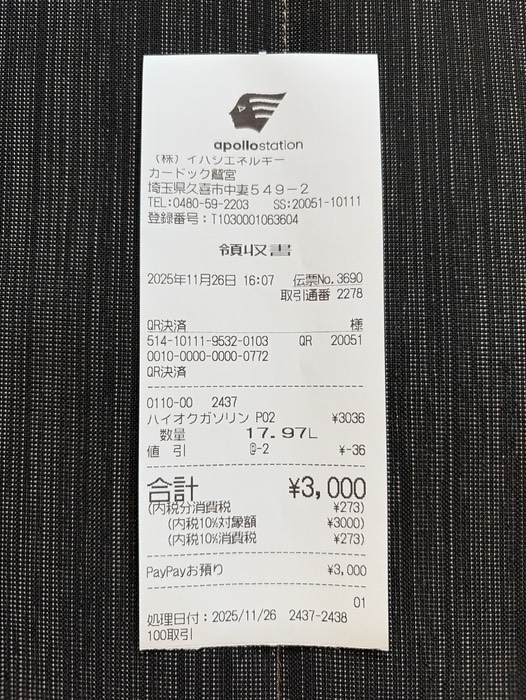 apollostation
(株)イハシエネルギー
カードック鷲宮
埼玉県久喜市中妻549-2
TEL:0480-59-2203 SS:20051-10111
登録番号:T1030001063604
領収書
2025年11月26日 16:07 伝票No.3690
取引通番 2278
QR決済 様
514-10111-9532-0103 QR 20051
0010-0000-0000-0772
QR決済
0110-00 2437
ハイオクガソリン P02 ¥3036
数量 17.97L
値 引 @-2 ¥-36
合計 ¥3,000
(内税分消費税 ¥273)
(内税10%対象額 ¥3000)
(内税10%消費税 ¥273)
PayPayお預り ¥3,000
01
処理日付:2025/11/26 2437-2438
100取引